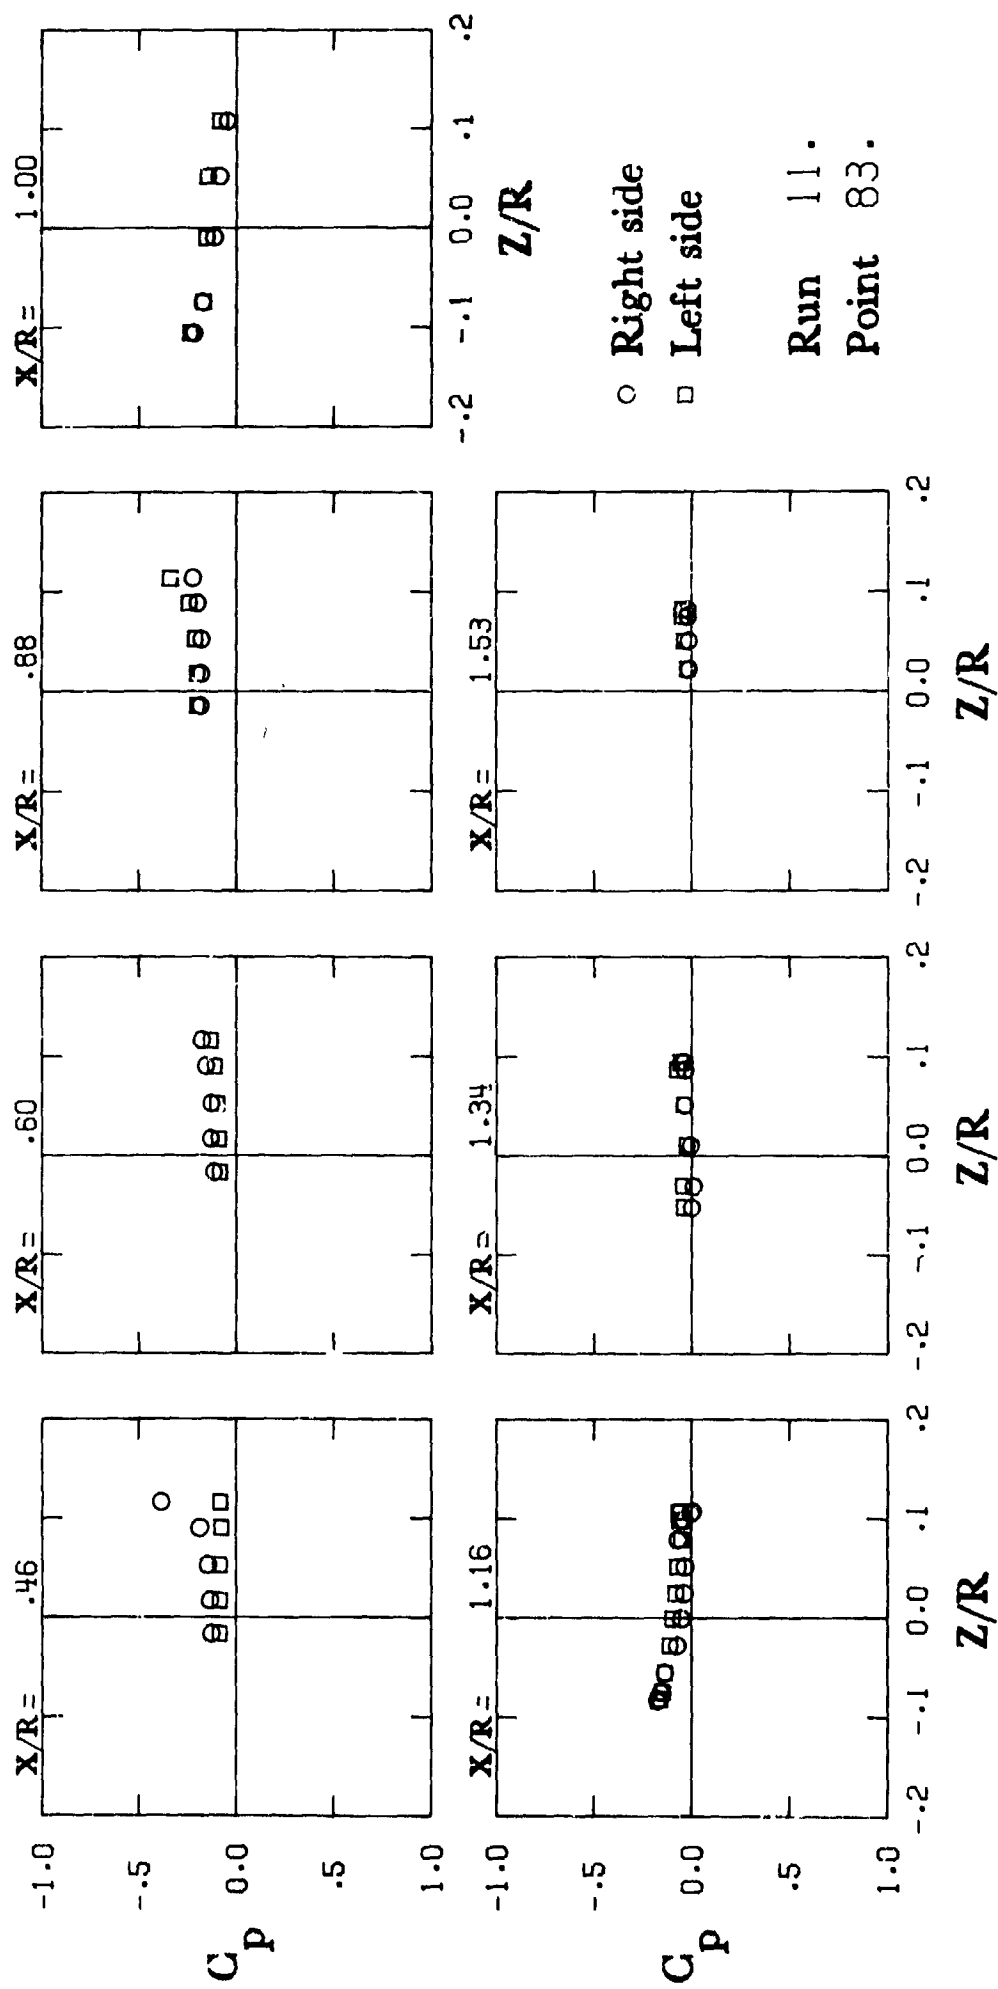 X/R= .46
X/R= .60
X/R= .88
X/R= 1.00
-1.0
-.5
0.0
.5
1.0
Cp
-.2 -.1 0.0 .1 .2
Z/R
X/R= 1.16
X/R= 1.34
X/R= 1.53
-1.0
-.5
0.0
.5
1.0
Cp
-.2 -.1 0.0 .1 .2
Z/R
-.2 -.1 0.0 .1 .2
Z/R
-.2 -.1 0.0 .1 .2
Z/R
Right side
Left side
Run 11.
Point 83.